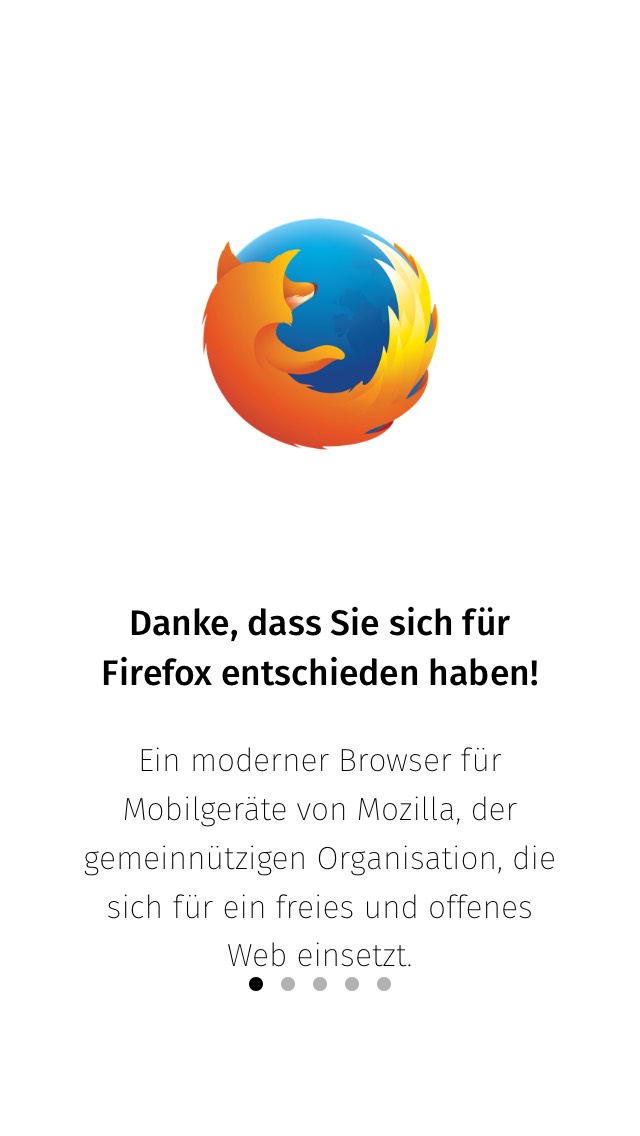 Danke, dass Sie sich für
Firefox entschieden haben!
Ein moderner Browser für
Mobilgeräte von Mozilla, der
gemeinnützigen Organisation, die
sich für ein freies und offenes
Web einsetzt.